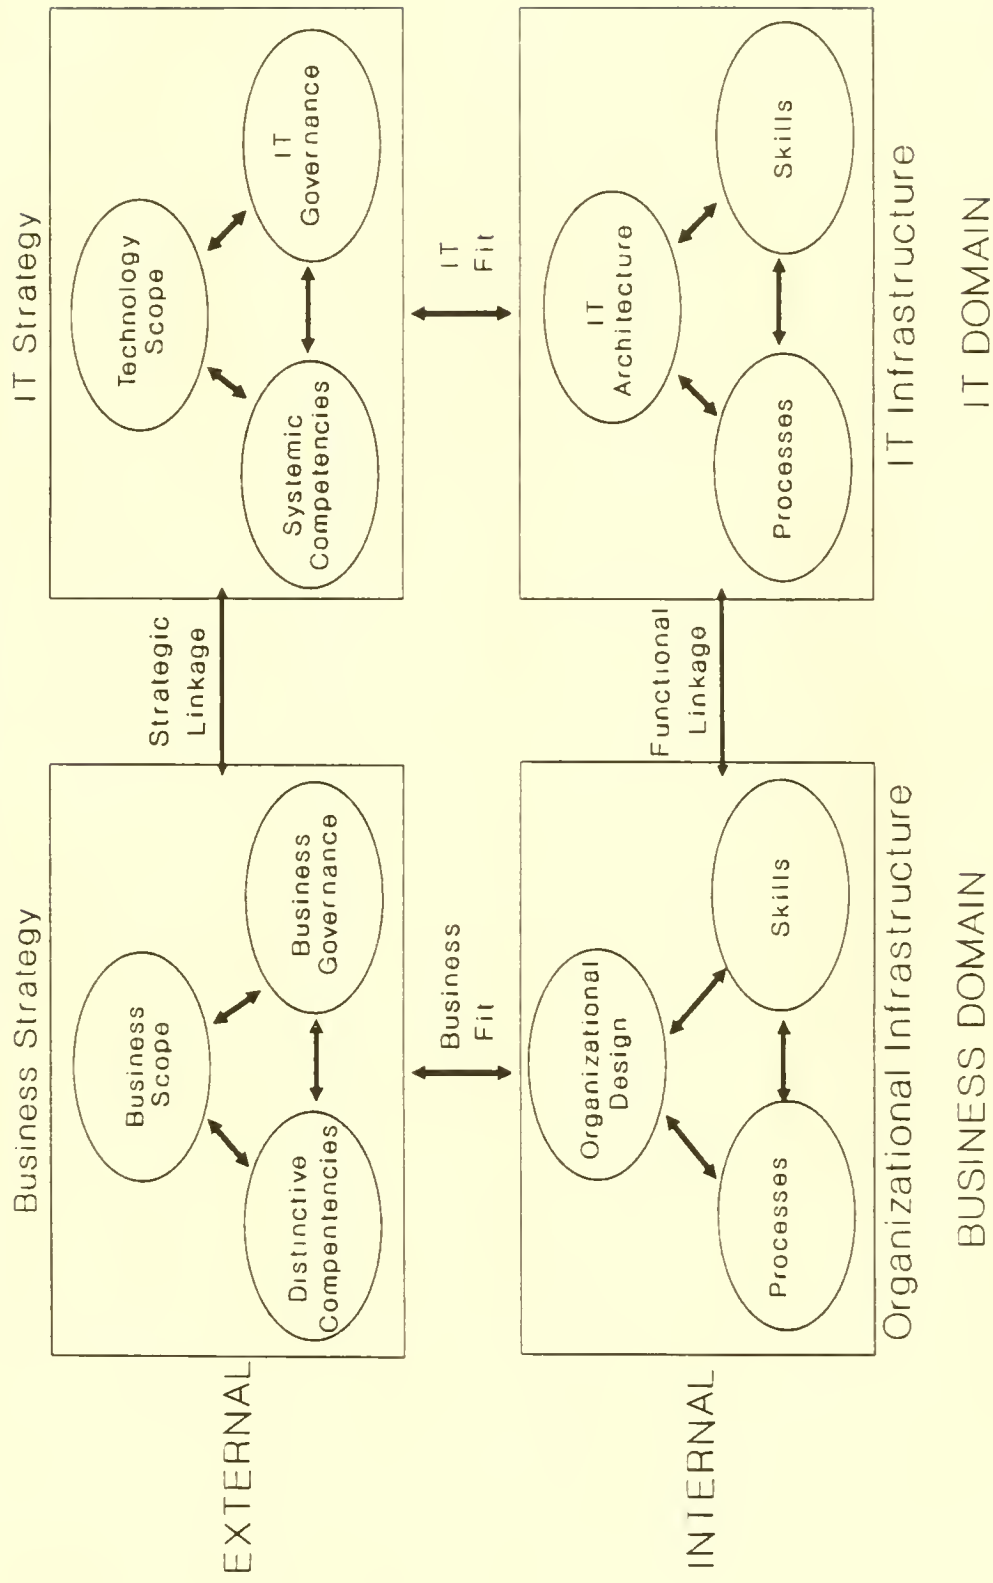 Business Strategy
IT Strategy
EXTERNAL
Business
Scope
Distinctive
Compentencies
Business
Governance
Strategic
Linkage
Technology
Scope
Systemic
Competencies
IT
Governance
Business
Fit
IT
Fit
INTERNAL
Organizational
Design
Processes
Skills
Functional
Linkage
IT
Architecture
Processes
Skills
Organizational Infrastructure
IT Infrastructure
BUSINESS DOMAIN
IT DOMAIN